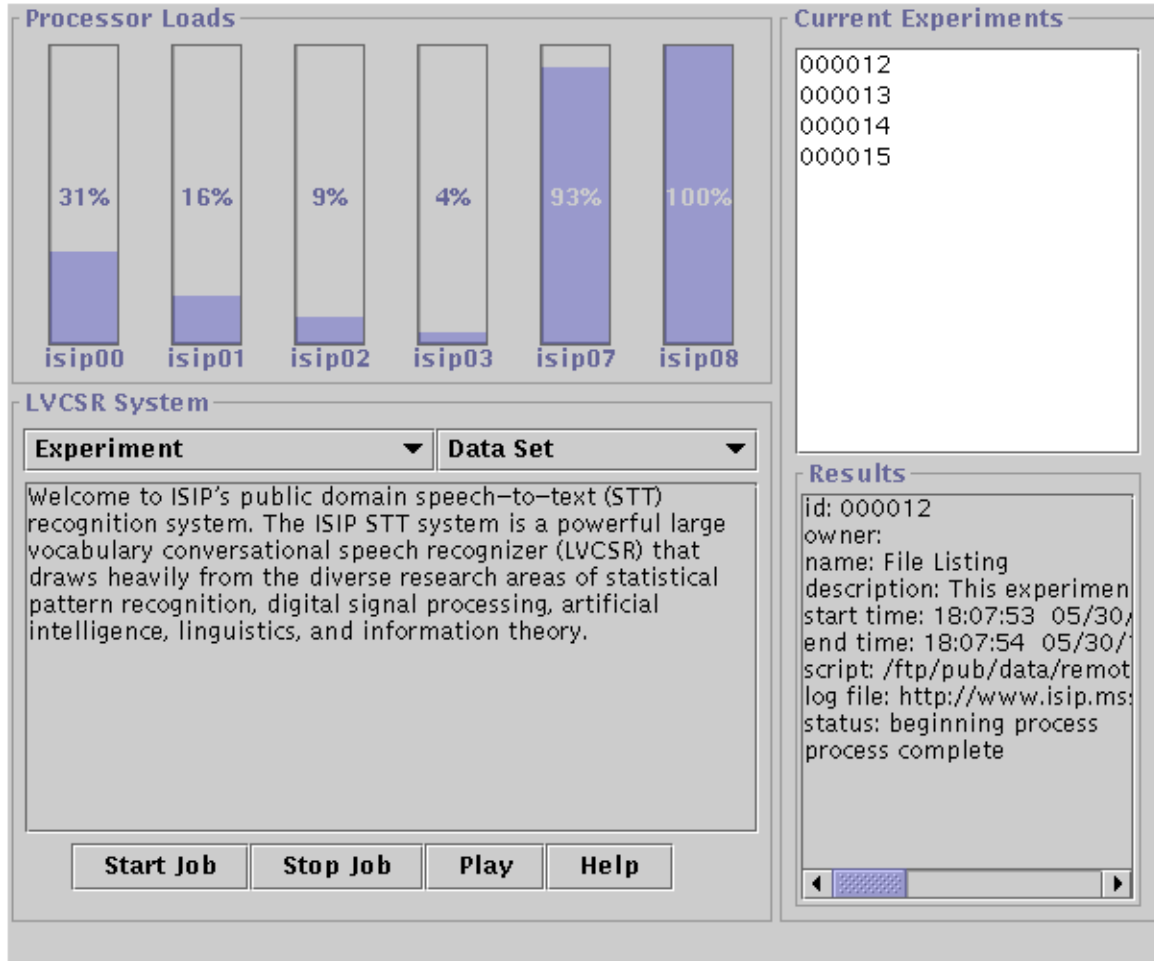 Processor Loads
31% 16% 9% 4% 93% 100%
isip00 isip01 isip02 isip03 isip07 isip08
LVCSR System
Experiment Data Set
Welcome to ISIP's public domain speech-to-text (STT)
recognition system. The ISIP STT system is a powerful large
vocabulary conversational speech recognizer (LVCSR) that
draws heavily from the diverse research areas of statistical
pattern recognition, digital signal processing, artificial
intelligence, linguistics, and information theory.
Start Job Stop Job Play Help
Current Experiments
000012
000013
000014
000015
Results
id: 000012
owner:
name: File Listing
description: This experimen
start time: 18:07:53 05/30/
end time: 18:07:54 05/30/
script: /ftp/pub/data/remot
log file: http://www.isip.ms
status: beginning process
process complete